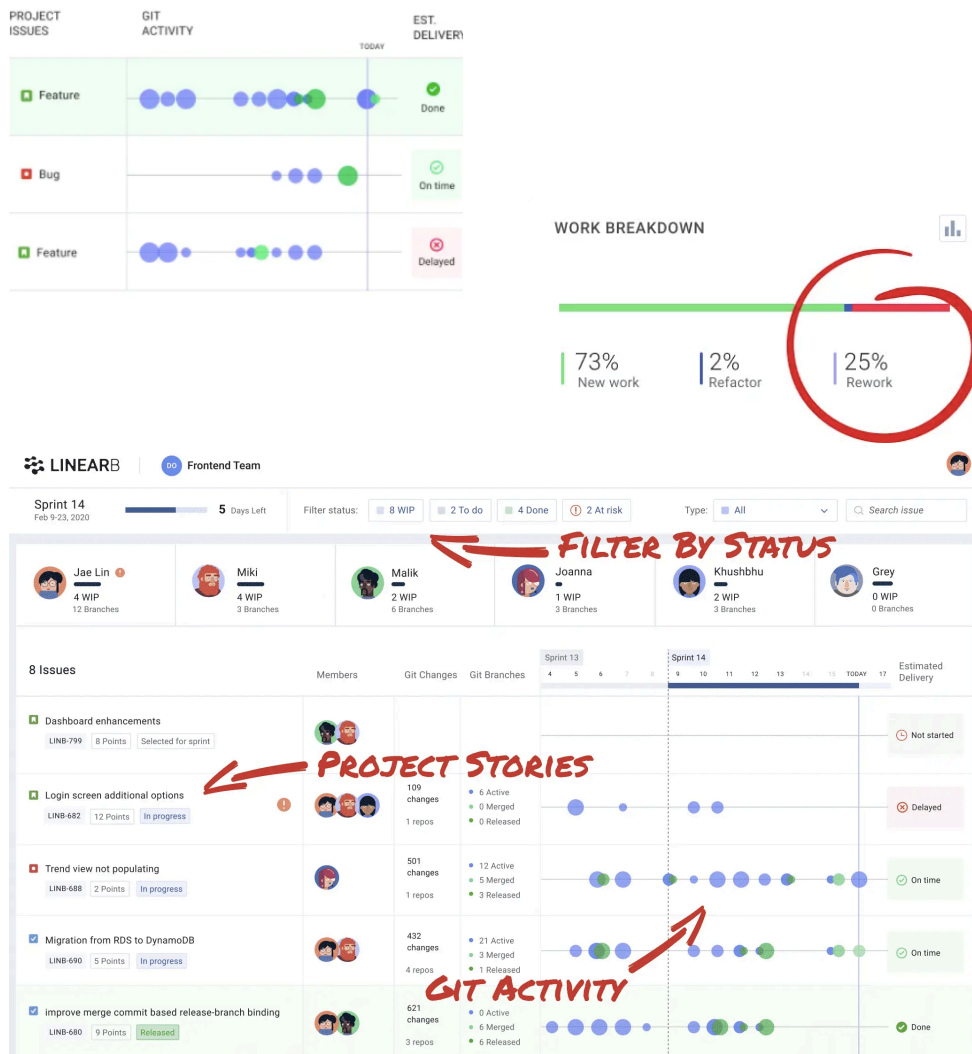 PROJECT
ISSUES
GIT
ACTIVITY
EST.
DELIVERY
TODAY
Feature
Done
Bug
On time
Feature
Delayed
WORK BREAKDOWN
73%
New work
2%
Refactor
25%
Rework
LINEARB
DO
Frontend Team
Sprint 14
Feb 9-23, 2020
5 Days Left
Filter status:
8 WIP
2 To do
4 Done
2 At risk
Type:
All
Search issue
FILTER BY STATUS
Jae Lin
4 WIP
12 Branches
Miki
4 WIP
3 Branches
Malik
2 WIP
6 Branches
Joanna
1 WIP
3 Branches
Khushbhu
2 WIP
3 Branches
Grey
0 WIP
0 Branches
8 Issues
Members
Git Changes
Git Branches
Sprint 13
Sprint 14
4 5 6 7 8 9 10 11 12 13 14 15 TODAY 17
Estimated
Delivery
Dashboard enhancements
LINB-799 8 Points Selected for sprint
Not started
PROJECT STORIES
Login screen additional options
LINB-682 12 Points In progress
109
changes
1 repos
6 Active
0 Merged
0 Released
Delayed
Trend view not populating
LINB-688 2 Points In progress
501
changes
1 repos
12 Active
5 Merged
3 Released
On time
Migration from RDS to DynamoDB
LINB-690 5 Points In progress
432
changes
4 repos
21 Active
3 Merged
1 Released
On time
GIT ACTIVITY
improve merge commit based release-branch binding
LINB-680 9 Points Released
621
changes
3 repos
0 Active
6 Merged
6 Released
Done